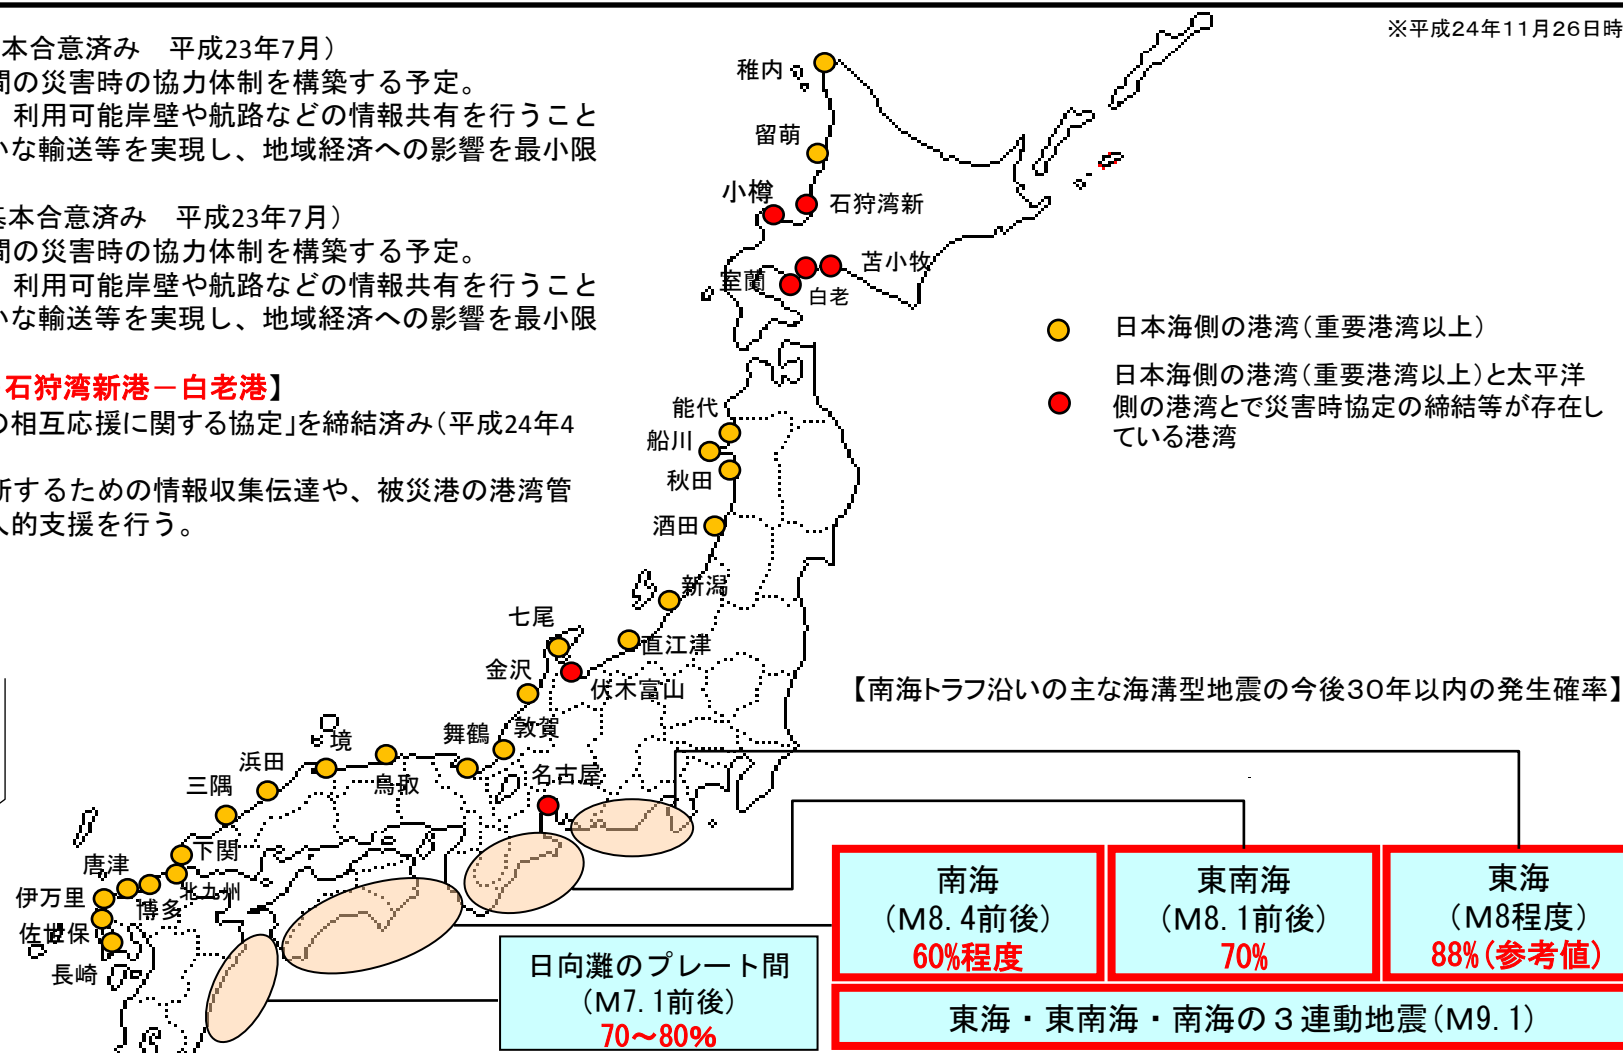 ※平成24年11月26日時
本合意済み　平成23年7月）
間の災害時の協力体制を構築する予定。
利用可能岸壁や航路などの情報共有を行うこと
いな輸送等を実現し、地域経済への影響を最小限
基本合意済み　平成23年7月）
間の災害時の協力体制を構築する予定。
利用可能岸壁や航路などの情報共有を行うこと
いな輸送等を実現し、地域経済への影響を最小限
石狩湾新港－白老港】
の相互応援に関する協定」を締結済み（平成24年4
断するための情報収集伝達や、被災港の港湾管
人的支援を行う。
稚内
留萌
小樽
石狩湾新
苫小牧
室蘭
白老
日本海側の港湾（重要港湾以上）
日本海側の港湾（重要港湾以上）と太平洋
側の港湾とで災害時協定の締結等が存在し
ている港湾
能代
船川
秋田
酒田
新潟
七尾
直江津
金沢
伏木富山
敦賀
舞鶴
境
鳥取
浜田
三隅
名古屋
下関
唐津
北九州
伊万里
博多
佐世保
長崎
【南海トラフ沿いの主な海溝型地震の今後30年以内の発生確率】
南海
（M8.4前後）
60%程度
東南海
（M8.1前後）
70%
東海
（M8程度）
88%(参考値)
日向灘のプレート間
（M7.1前後）
70～80%
東海・東南海・南海の３連動地震(M9.1)